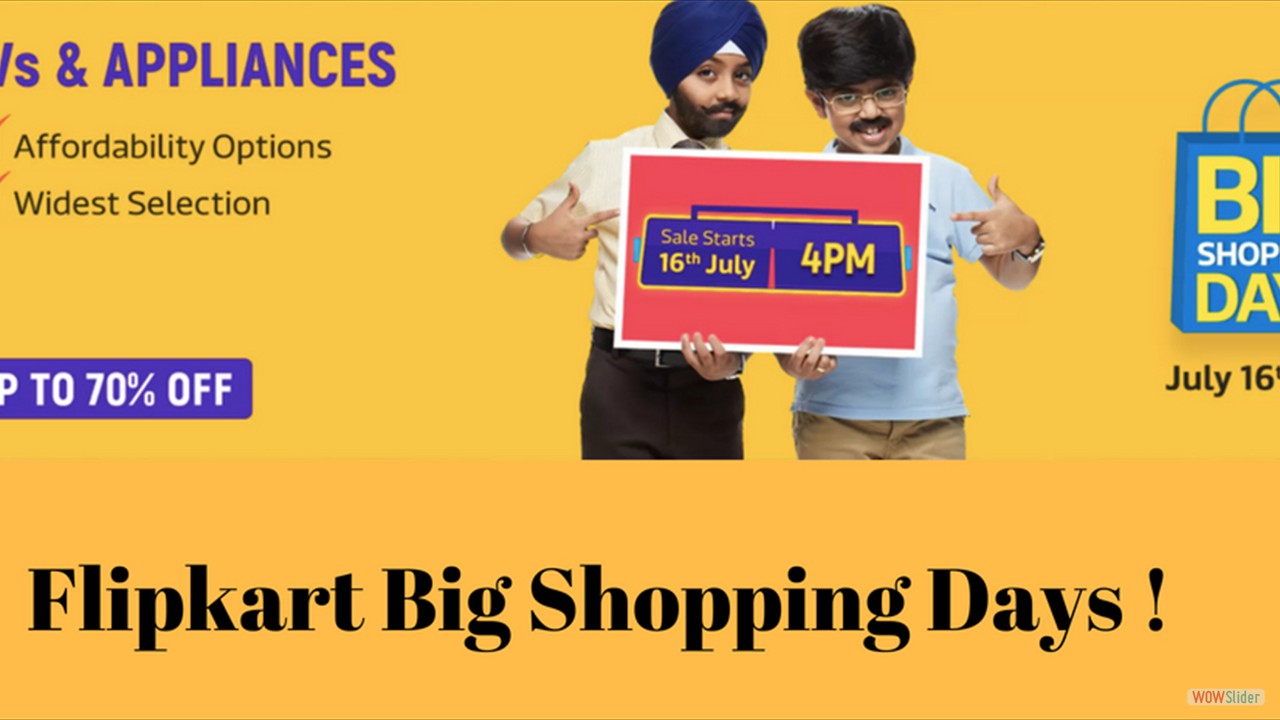 Vs & APPLIANCES
Affordability Options
Widest Selection
P TO 70% OFF
Sale Starts
16th July
4PM
BI
SHOP
DA
July 16
Flipkart Big Shopping Days !
WOWSlider